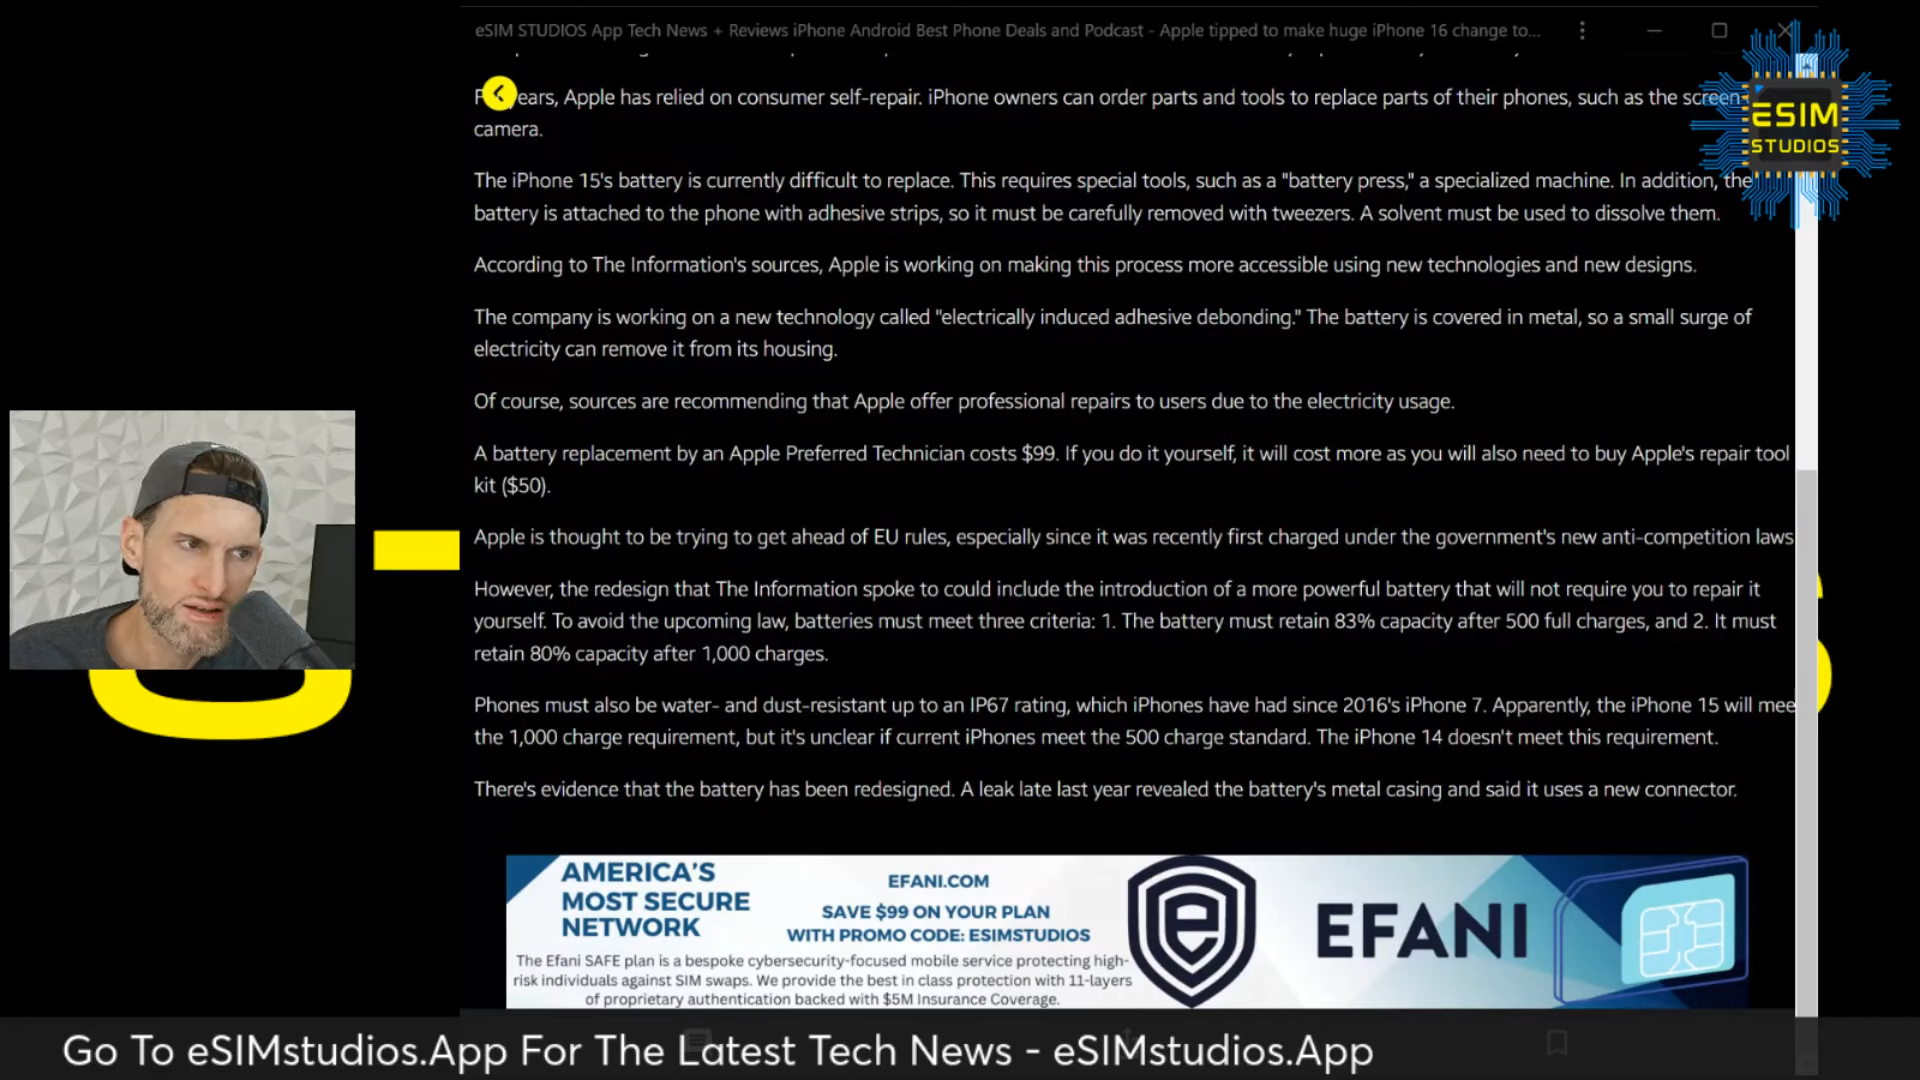 eSIM STUDIOS App Tech News + Reviews iPhone Android Best Phone Deals and Podcast - Apple tipped to make huge iPhone 16 change to...
ears, Apple has relied on consumer self-repair. iPhone owners can order parts and tools to replace parts of their phones, such as the screen
camera.
The iPhone 15's battery is currently difficult to replace. This requires special tools, such as a "battery press," a specialized machine. In addition, the
battery is attached to the phone with adhesive strips, so it must be carefully removed with tweezers. A solvent must be used to dissolve them.
According to The Information's sources, Apple is working on making this process more accessible using new technologies and new designs.
The company is working on a new technology called "electrically induced adhesive debonding." The battery is covered in metal, so a small surge of
electricity can remove it from its housing.
Of course, sources are recommending that Apple offer professional repairs to users due to the electricity usage.
A battery replacement by an Apple Preferred Technician costs $99. If you do it yourself, it will cost more as you will also need to buy Apple's repair tool
kit ($50).
Apple is thought to be trying to get ahead of EU rules, especially since it was recently first charged under the government's new anti-competition laws
However, the redesign that The Information spoke to could include the introduction of a more powerful battery that will not require you to repair it
yourself. To avoid the upcoming law, batteries must meet three criteria: 1. The battery must retain 83% capacity after 500 full charges, and 2. It must
retain 80% capacity after 1,000 charges.
Phones must also be water- and dust-resistant up to an IP67 rating, which iPhones have had since 2016's iPhone 7. Apparently, the iPhone 15 will mee
the 1,000 charge requirement, but it's unclear if current iPhones meet the 500 charge standard. The iPhone 14 doesn't meet this requirement.
There's evidence that the battery has been redesigned. A leak late last year revealed the battery's metal casing and said it uses a new connector.
ESIM
STUDIOS
AMERICA'S
MOST SECURE
NETWORK
EFANI.COM
SAVE $99 ON YOUR PLAN
WITH PROMO CODE: ESIMSTUDIOS
The Efani SAFE plan is a bespoke cybersecurity-focused mobile service protecting high-
risk individuals against SIM swaps. We provide the best in class protection with 11-layers
of proprietary authentication backed with $5M Insurance Coverage.
EFANI
Go To eSIMstudios.App For The Latest Tech News - eSIMstudios.App